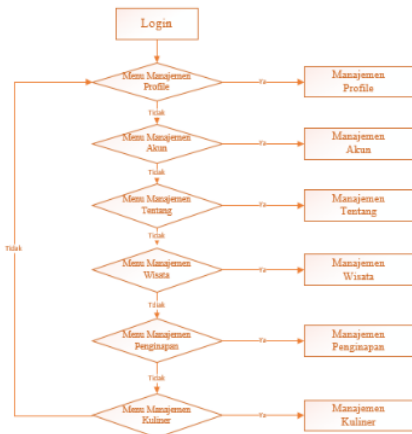 Login
Menu Manajemen
Profile
Ya
Manajemen
Profile
Tidak
Menu Manajemen
Akun
Ya
Manajemen
Akun
Tidak
Menu Manajemen
Tentang
Ya
Manajemen
Tentang
Tidak
Tidak
Menu Manajemen
Wisata
Ya
Manajemen
Wisata
Tidak
Menu Manajemen
Penginapan
Ya
Manajemen
Penginapan
Tidak
Menu Manajemen
Kuliner
Ya
Manajemen
Kuliner